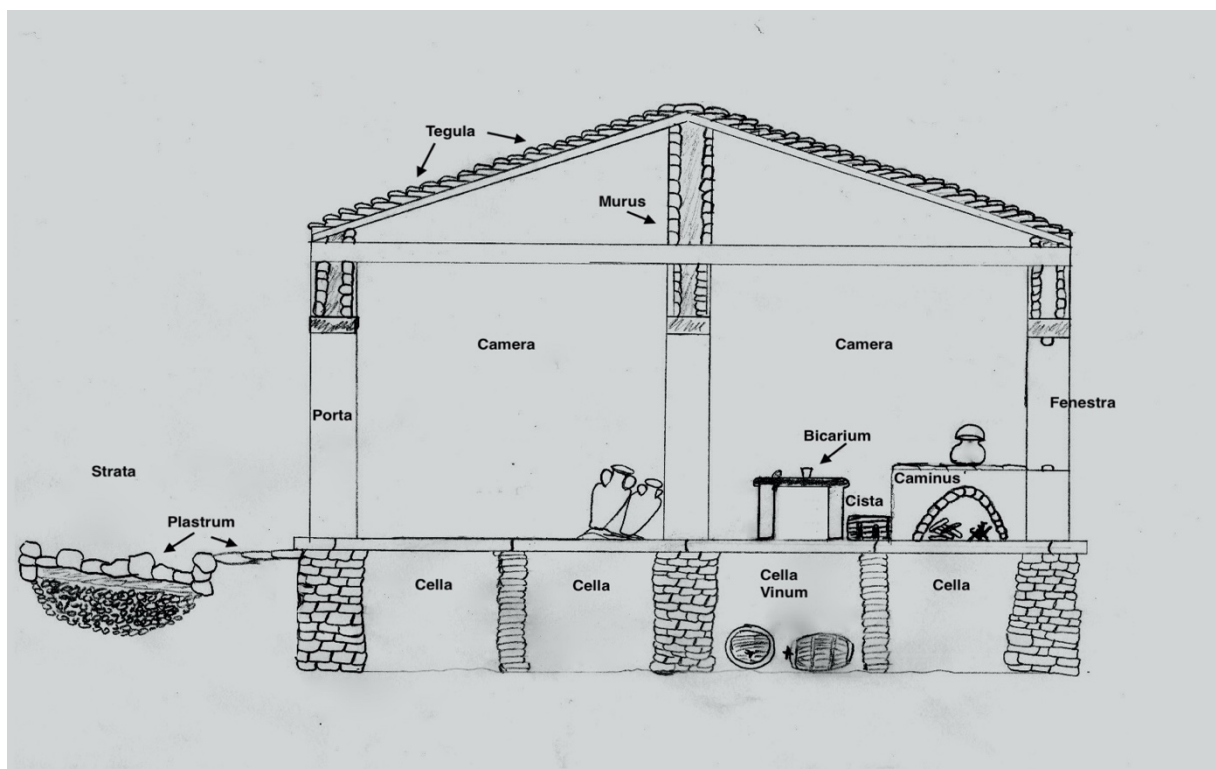 Tegula
Murus
Camera
Camera
Porta
Fenestra
Bicarium
Strata
Caminus
Cista
Plastrum
Cella
Cella
Cella
Vinum
Cella